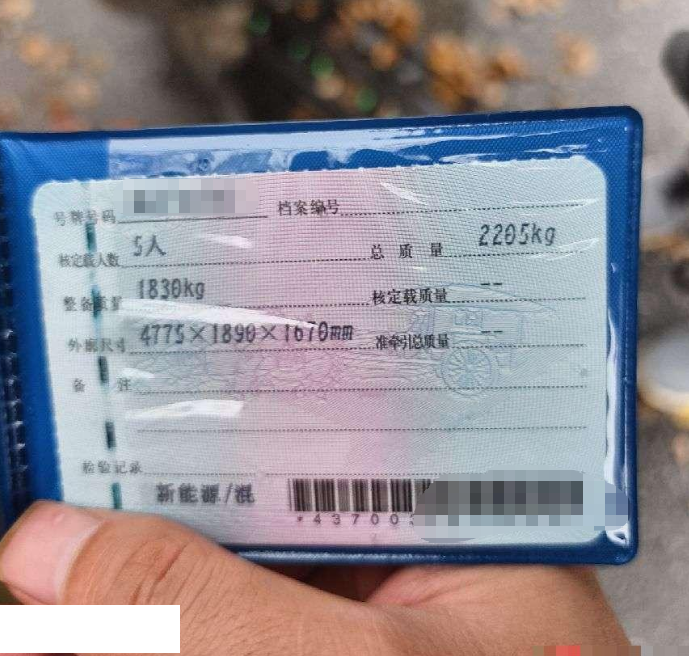 号牌号码 档案编号
核定载人数 5人 总质量 2205kg
整备质量 1830kg 核定载质量 --
外廓尺寸 4775×1890×1670mm 准牵引总质量 --
备注
检验记录
新能源/混
*43700